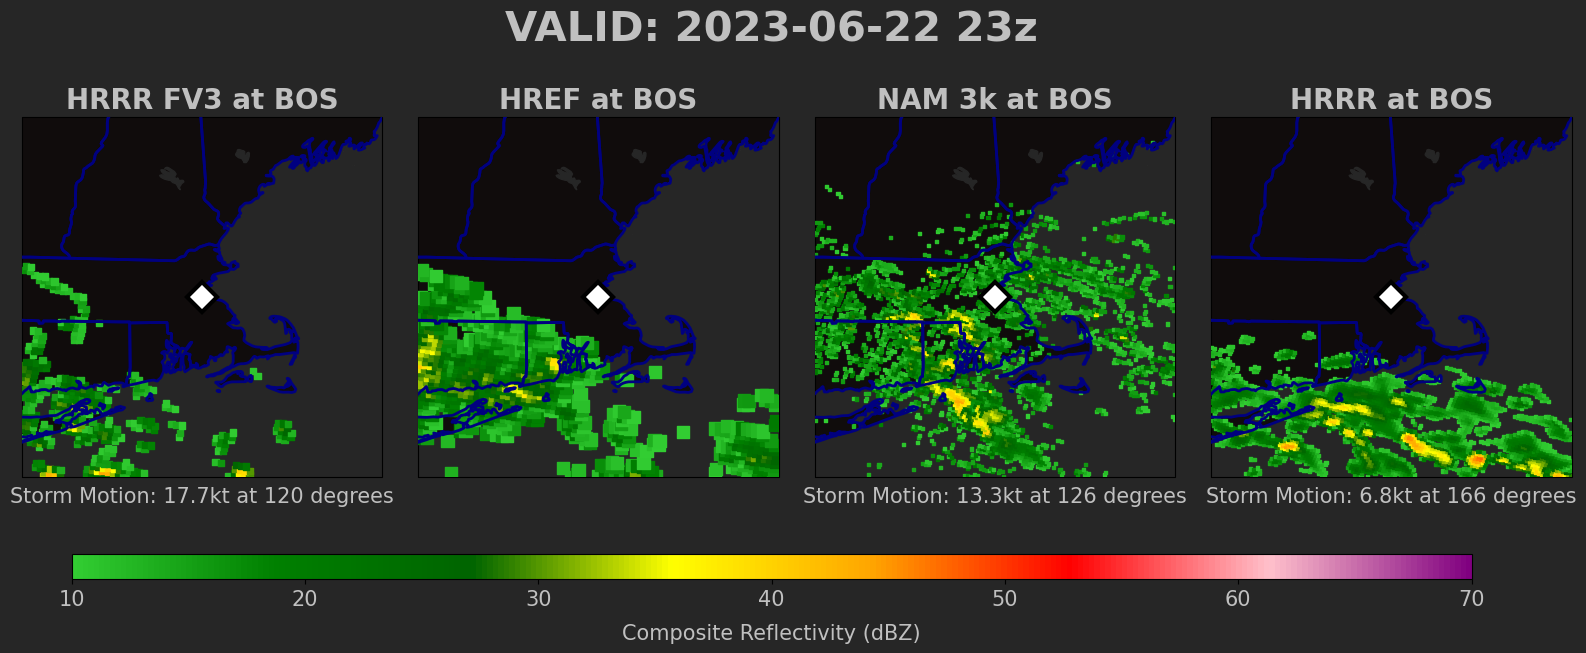 VALID: 2023-06-22 23z
HRRR FV3 at BOS
HREF at BOS
NAM 3k at BOS
HRRR at BOS
Storm Motion: 17.7kt at 120 degrees
Storm Motion: 13.3kt at 126 degrees
Storm Motion: 6.8kt at 166 degrees
10 20 30 40 50 60 70
Composite Reflectivity (dBZ)